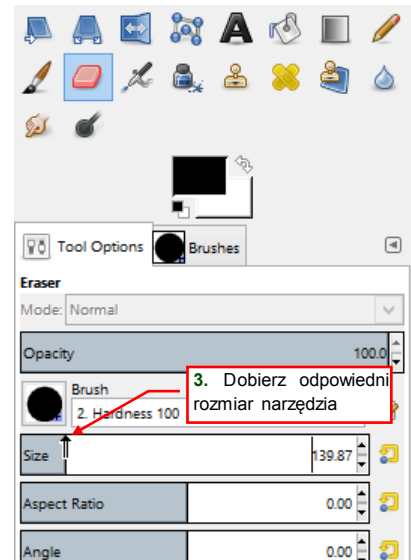 Tool Options
Brushes
Eraser
Mode: Normal
Opacity 100.0
Brush
2. Hardness 100
3. Dobierz odpowiedni
rozmiar narzędzia
Size 139.87
Aspect Ratio 0.00
Angle 0.00